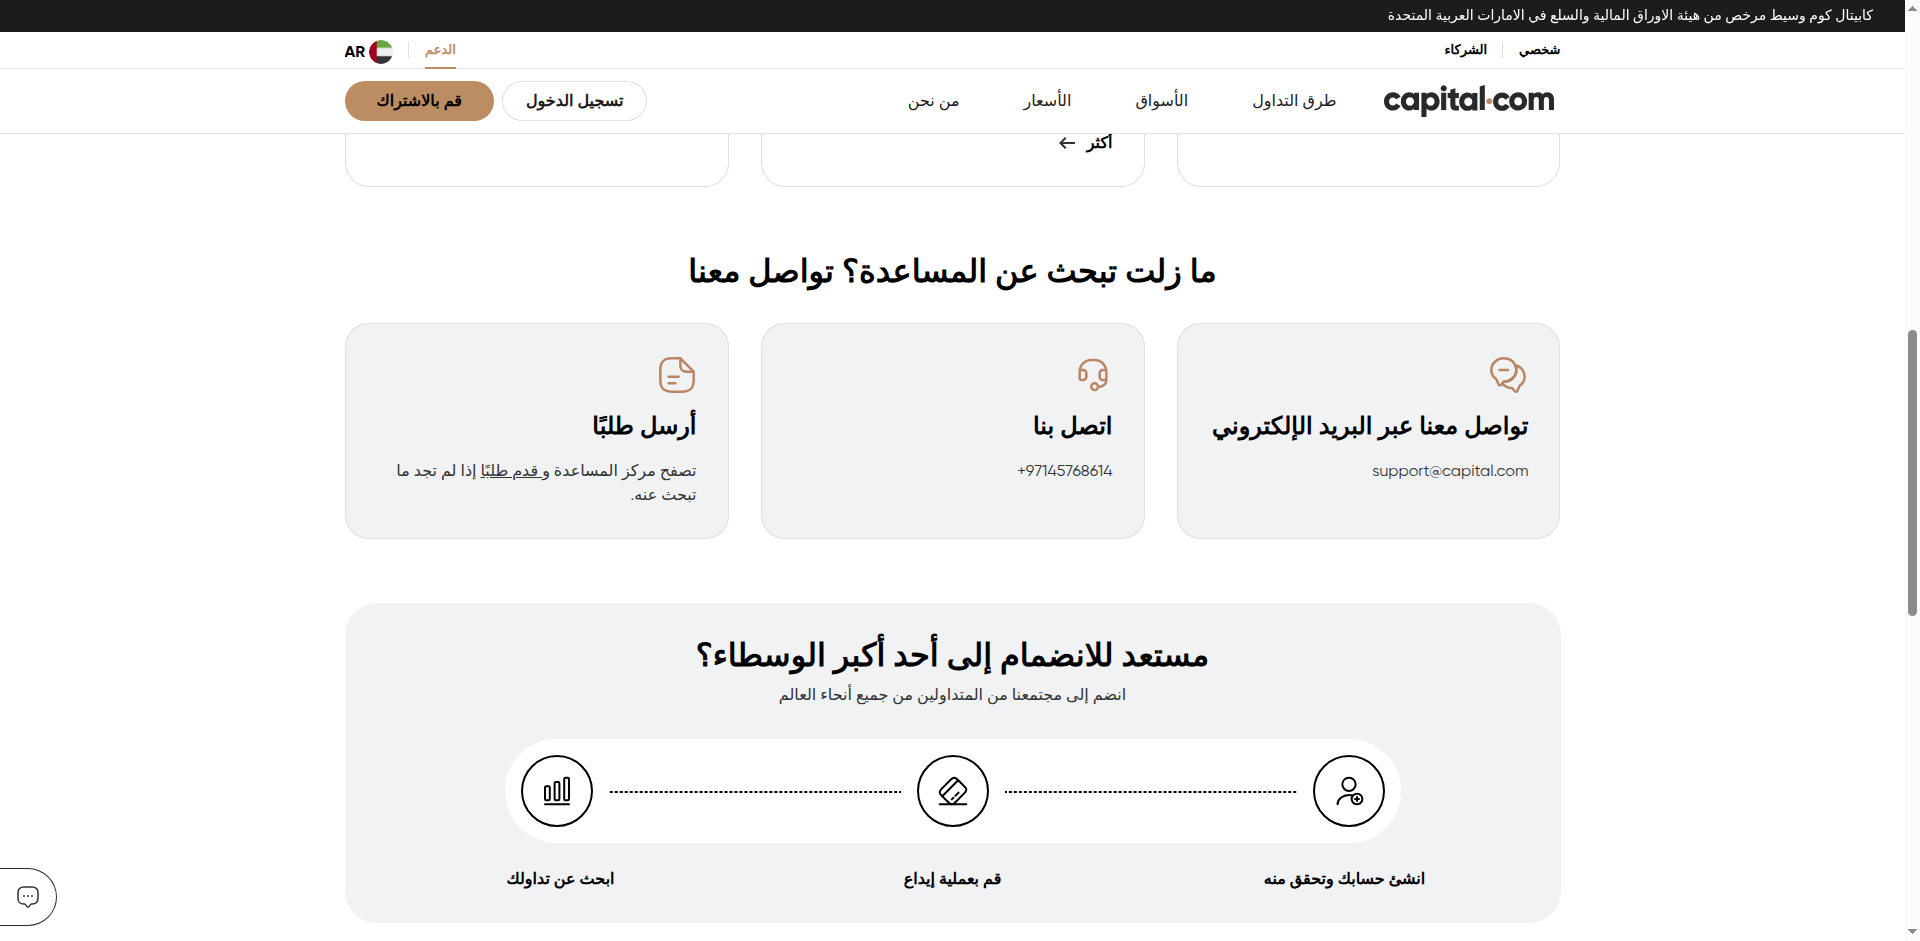 كابيتال كوم وسيط مرخص من هيئة الاوراق المالية والسلع في الامارات العربية المتحدة
شخصي
الشركاء
الدعم
AR
capital.com
طرق التداول
الأسواق
الأسعار
من نحن
تسجيل الدخول
قم بالاشتراك
أكثر
ما زلت تبحث عن المساعدة؟ تواصل معنا
تواصل معنا عبر البريد الإلكتروني
support@capital.com
اتصل بنا
+97145768614
أرسل طلبًا
تصفح مركز المساعدة و قدم طلبًا إذا لم تجد ما
تبحث عنه.
مستعد للانضمام إلى أحد أكبر الوسطاء؟
انضم إلى مجتمعنا من المتداولين من جميع أنحاء العالم
انشئ حسابك وتحقق منه
قم بعملية إيداع
ابحث عن تداولك